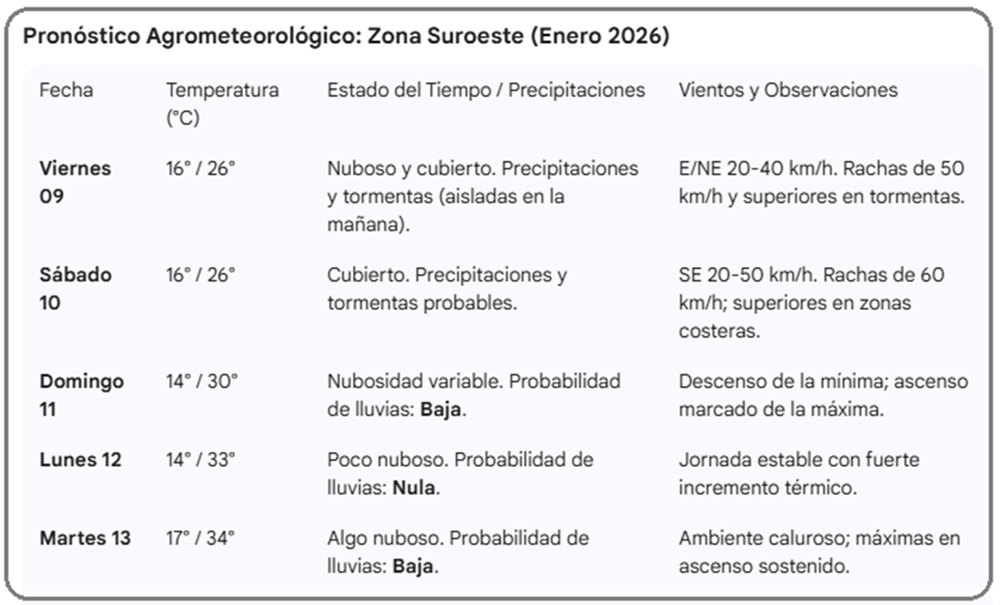 Pronóstico Agrometeorológico: Zona Suroeste (Enero 2026)
Fecha
Temperatura
(°C)
Estado del Tiempo / Precipitaciones
Vientos y Observaciones
Viernes
09
16° / 26°
Nuboso y cubierto. Precipitaciones
y tormentas (aisladas en la
mañana).
E/NE 20-40 km/h. Rachas de 50
km/h y superiores en tormentas.
Sábado
10
16° / 26°
Cubierto. Precipitaciones y
tormentas probables.
SE 20-50 km/h. Rachas de 60
km/h; superiores en zonas
costeras.
Domingo
11
14° / 30°
Nubosidad variable. Probabilidad
de lluvias: Baja.
Descenso de la mínima; ascenso
marcado de la máxima.
Lunes 12
14° / 33°
Poco nuboso. Probabilidad de
lluvias: Nula.
Jornada estable con fuerte
incremento térmico.
Martes 13
17° / 34°
Algo nuboso. Probabilidad de
lluvias: Baja.
Ambiente caluroso; máximas en
ascenso sostenido.